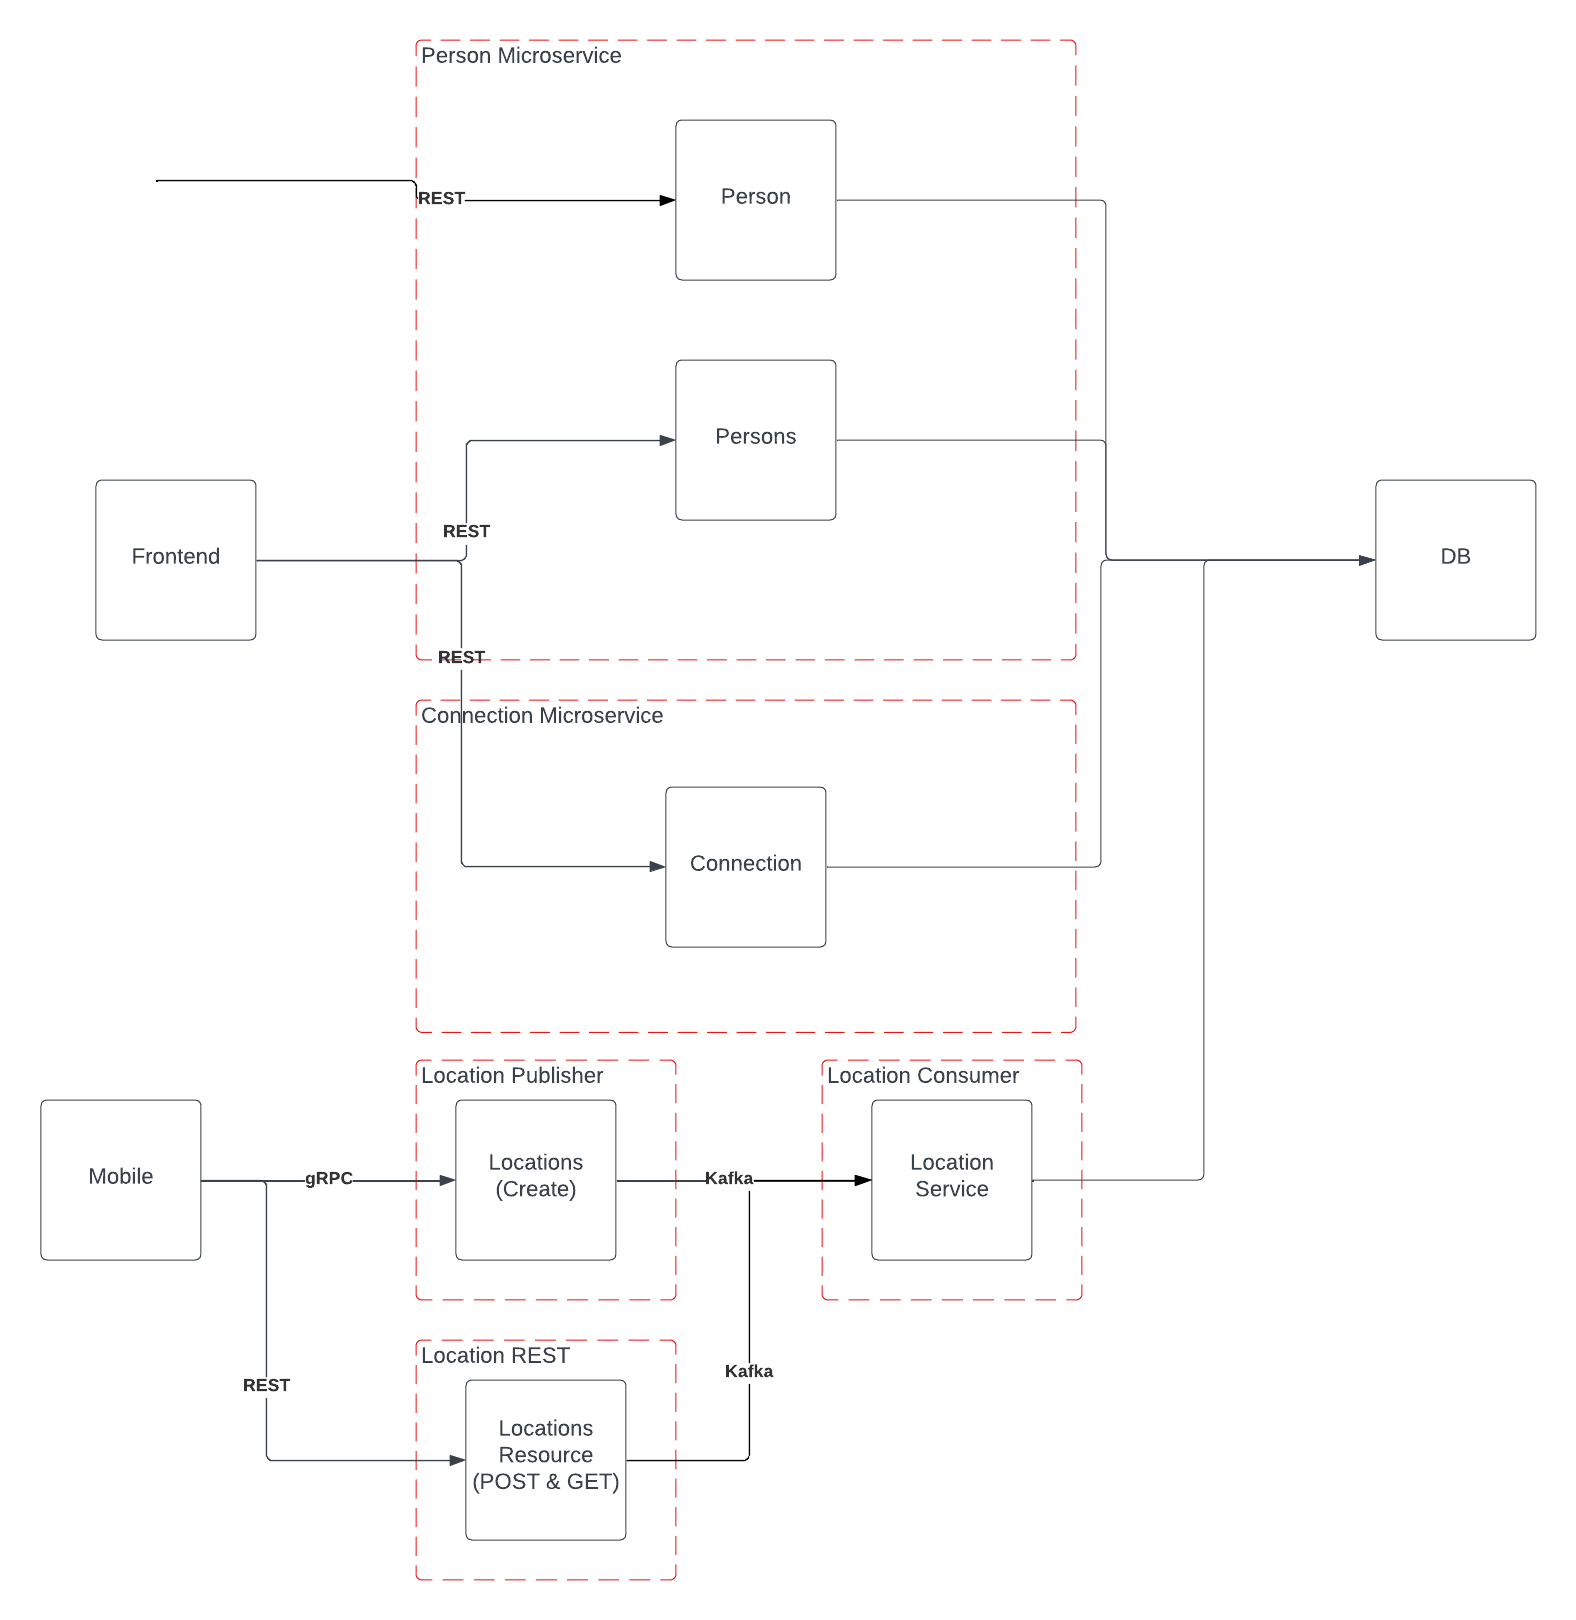 Person Microservice
REST
Person
Persons
REST
Frontend
DB
REST
Connection Microservice
Connection
Location Publisher
Location Consumer
Mobile
gRPC
Locations
(Create)
Kafka
Location
Service
Location REST
Kafka
REST
Locations
Resource
(POST & GET)